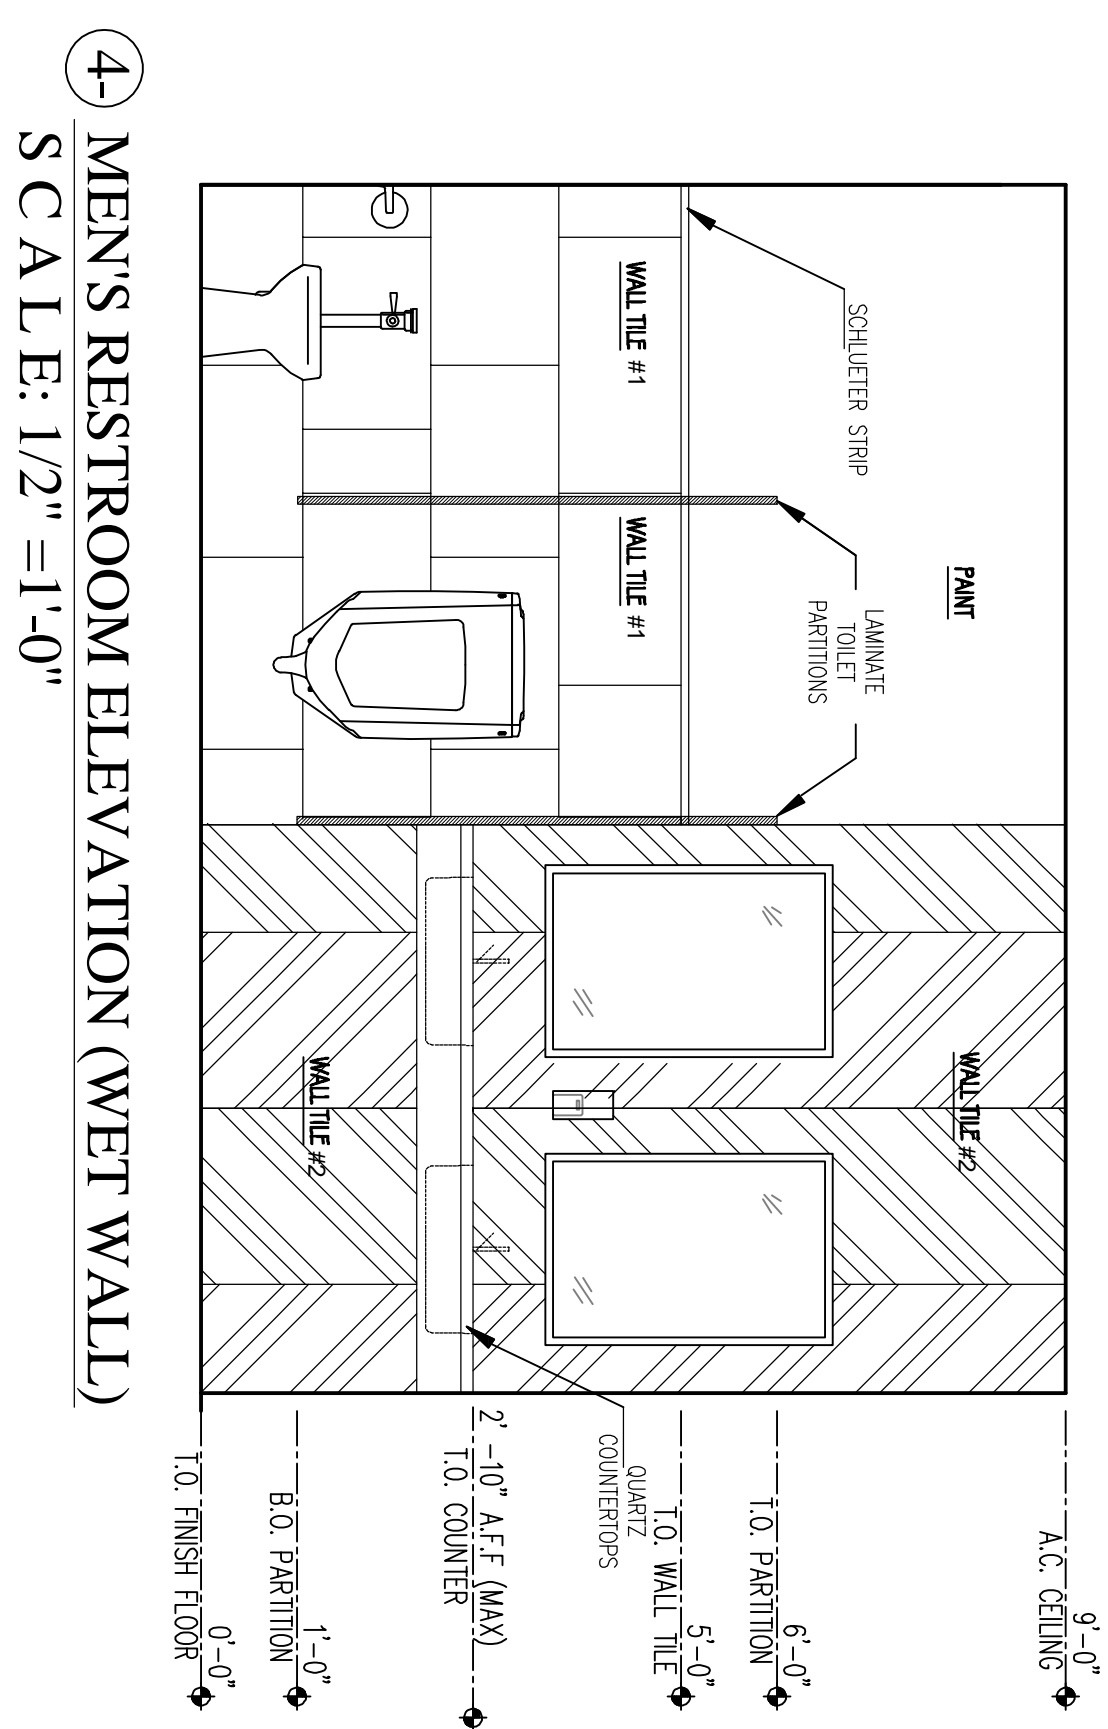 PAINT
SCHLUETER STRIP
LAMINATE
TOILET
PARTITIONS
WALL TILE #1
WALL TILE #1
WALL TILE #2
WALL TILE #2
9'-0"
A.C. CEILING
6'-0"
T.O. PARTITION
5'-0"
T.O. WALL TILE
QUARTZ
COUNTERTOPS
2' -10" A.F.F (MAX)
T.O. COUNTER
1'-0"
B.O. PARTITION
0'-0"
T.O. FINISH FLOOR
4- MEN'S RESTROOOM ELEVATION (WET WALL)
SCALE: 1/2" =1'-0"